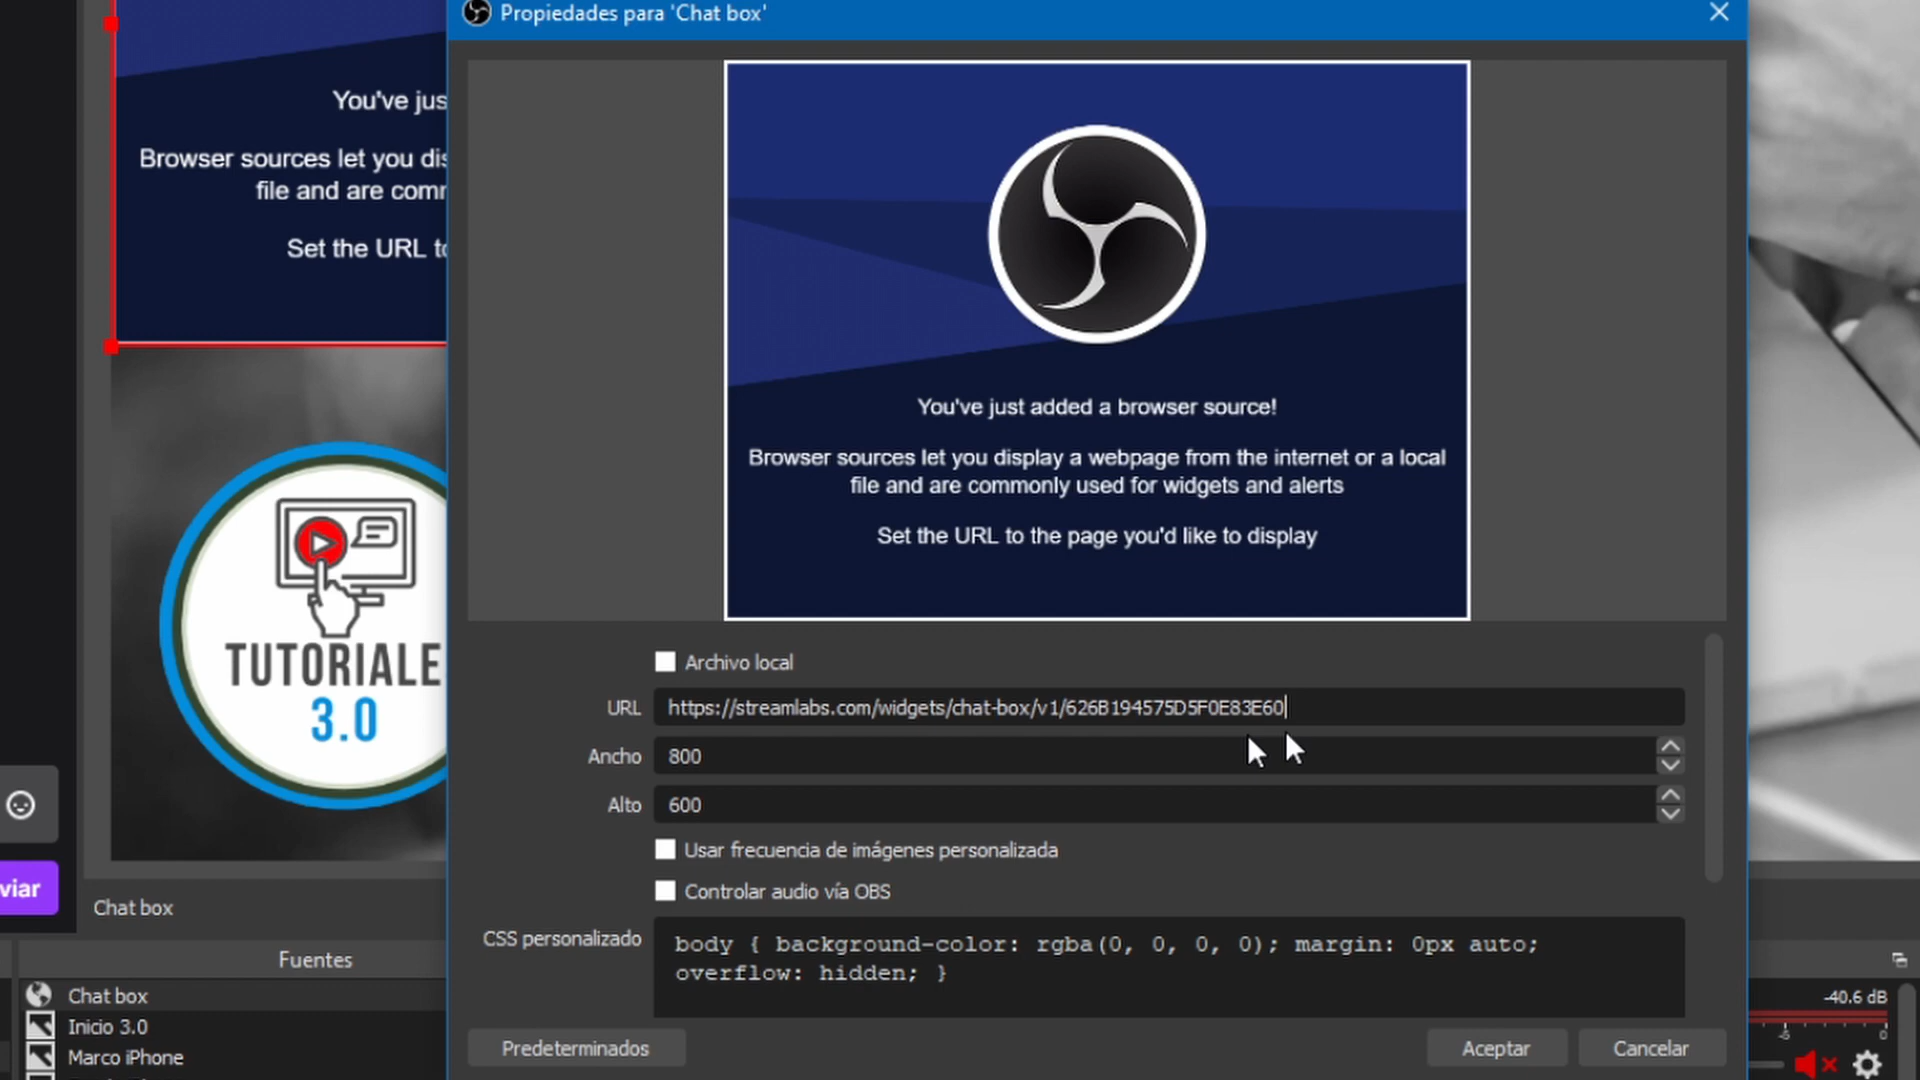 Propiedades para 'Chat box'
You've jus
Browser sources let you dis
file and are comm
Set the URL to
You've just added a browser source!
Browser sources let you display a webpage from the internet or a local
file and are commonly used for widgets and alerts
Set the URL to the page you'd like to display
TUTORIALE
3.0
Archivo local
URL https://streamlabs.com/widgets/chat-box/v1/626B194575D5F0E83E60
Ancho 800
Alto 600
Usar frecuencia de imágenes personalizada
Controlar audio vía OBS
CSS personalizado
body { background-color: rgba(0, 0, 0, 0); margin: 0px auto;
overflow: hidden; }
viar
Chat box
Fuentes
Chat box
Inicio 3.0
Marco iPhone
Predeterminados
Aceptar
Cancelar
-40.6 dB
-5 0